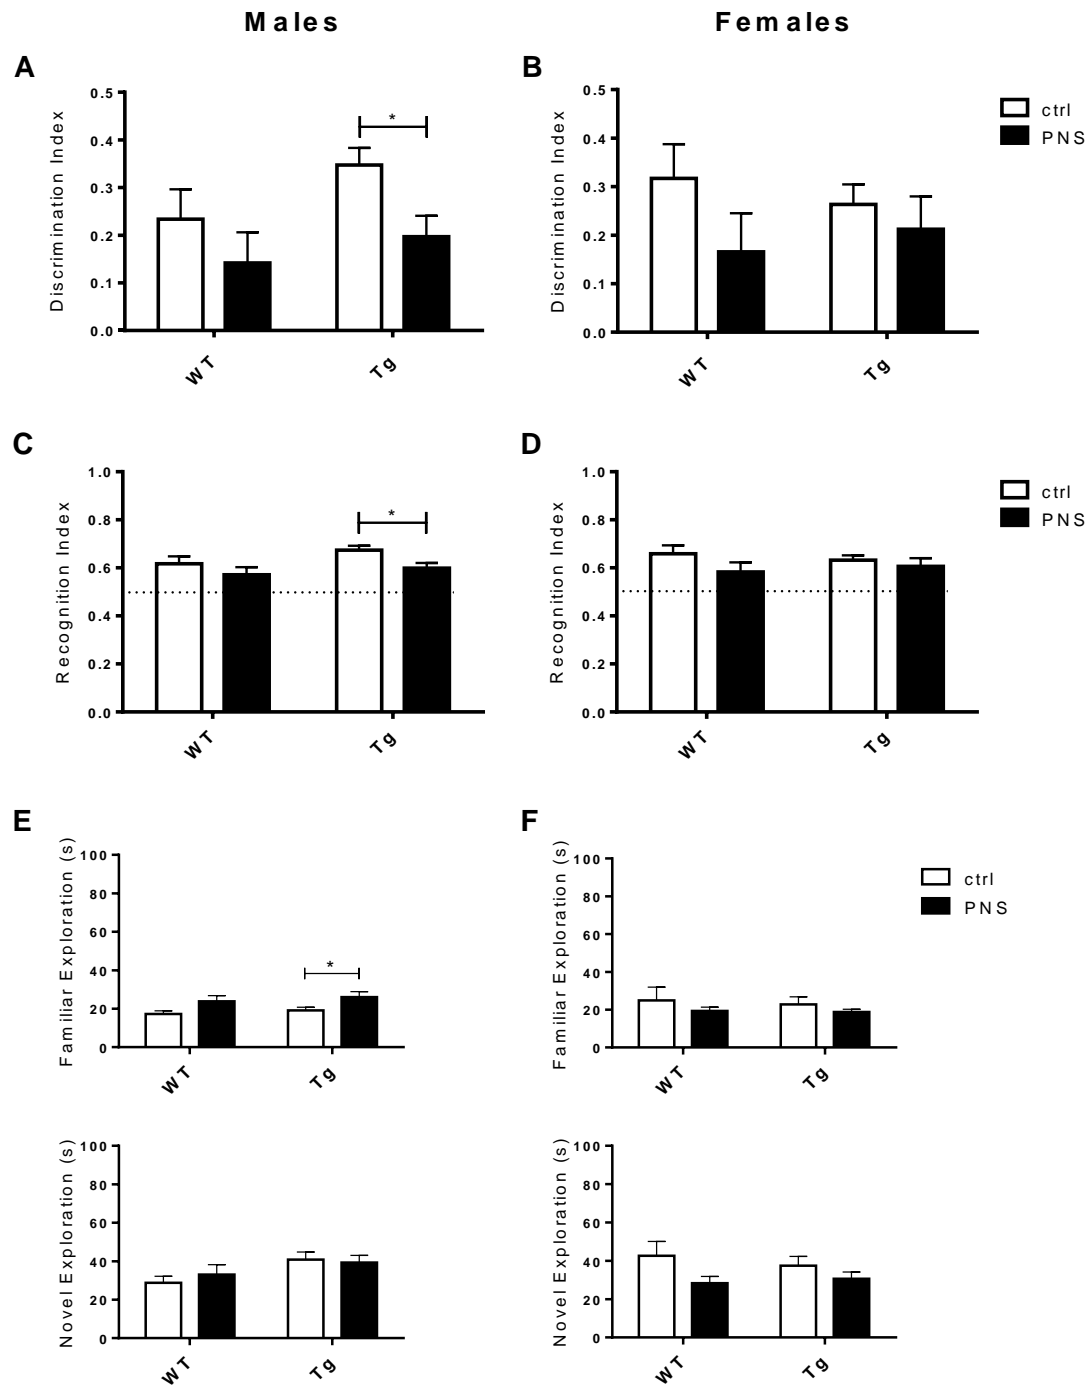 Males Females
A B
Discrimination Index
0.5
0.4
0.3
0.2
0.1
0.0
*
WT Tg
Discrimination Index
0.5
0.4
0.3
0.2
0.1
0.0
WT Tg
ctrl
PNS
C D
Recognition Index
1.0
0.8
0.6
0.4
0.2
0.0
*
WT Tg
Recognition Index
1.0
0.8
0.6
0.4
0.2
0.0
WT Tg
ctrl
PNS
E F
Familiar Exploration (s)
100
80
60
40
20
0
*
WT Tg
Familiar Exploration (s)
100
80
60
40
20
0
WT Tg
ctrl
PNS
Novel Exploration (s)
100
80
60
40
20
0
WT Tg
Novel Exploration (s)
100
80
60
40
20
0
WT Tg